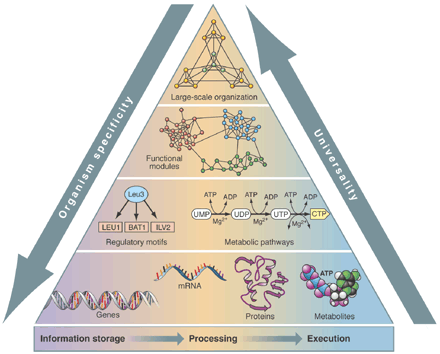 Large-scale organization
Organism specificity
Universality
Functional
modules
Leu3
LEU1 BAT1 ILV2
Regulatory motifs
ATP ADP ATP ADP ATP ADP
UMP UDP UTP CTP
Mg2+ Mg2+ Mg2+
Metabolic pathways
mRNA
ATP
Genes
Proteins
Metabolites
Information storage Processing Execution